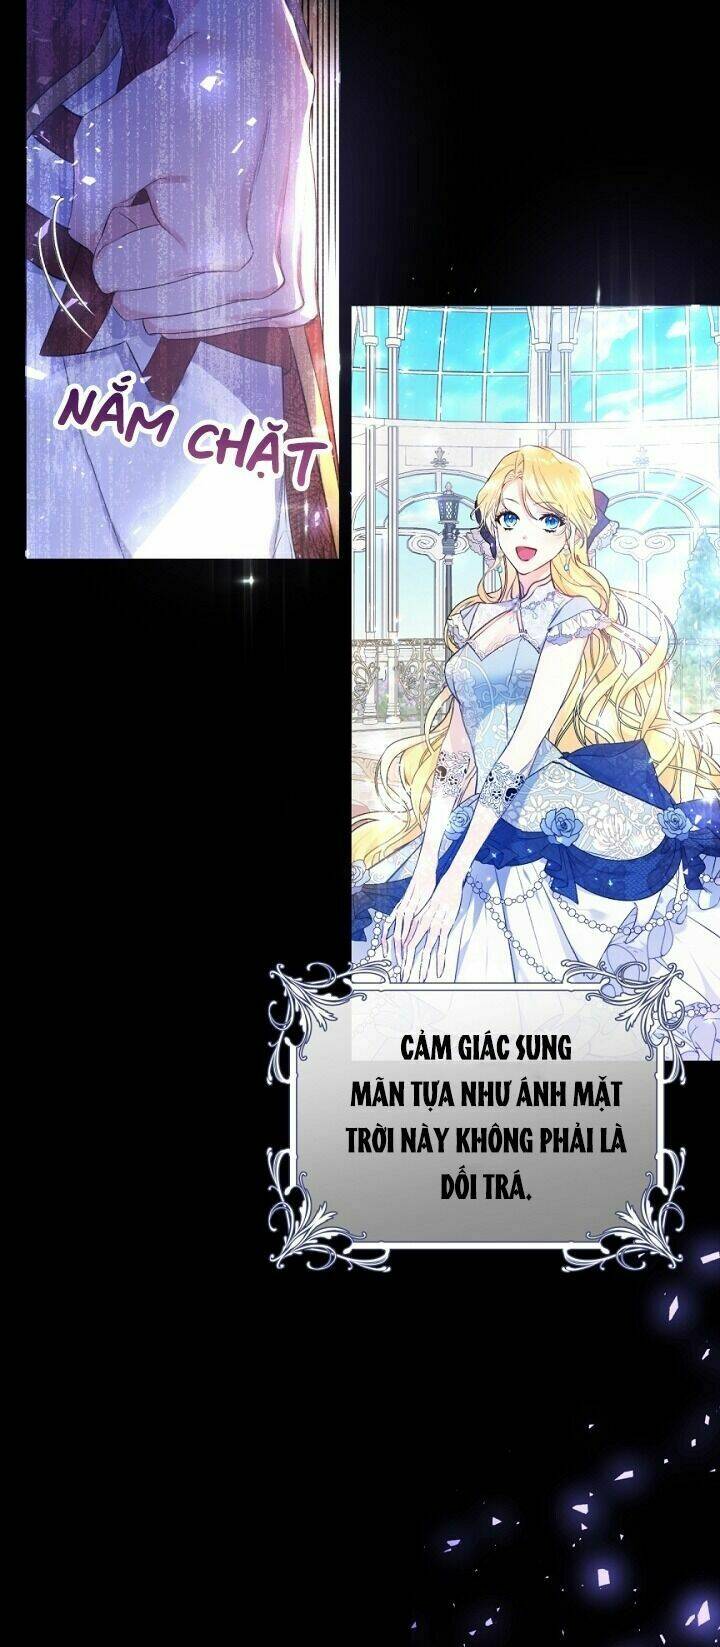 NẮM CHẶT
CẢM GIÁC SUNG
MÃN TỰA NHƯ ÁNH MẶT
TRỜI NÀY KHÔNG PHẢI LÀ
DỐI TRÁ.